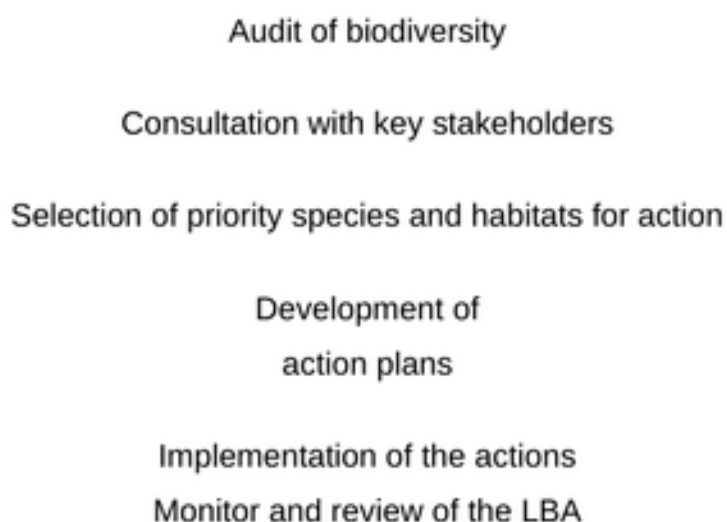 Audit of biodiversity
Consultation with key stakeholders
Selection of priority species and habitats for action
Development of
action plans
Implementation of the actions
Monitor and review of the LBA